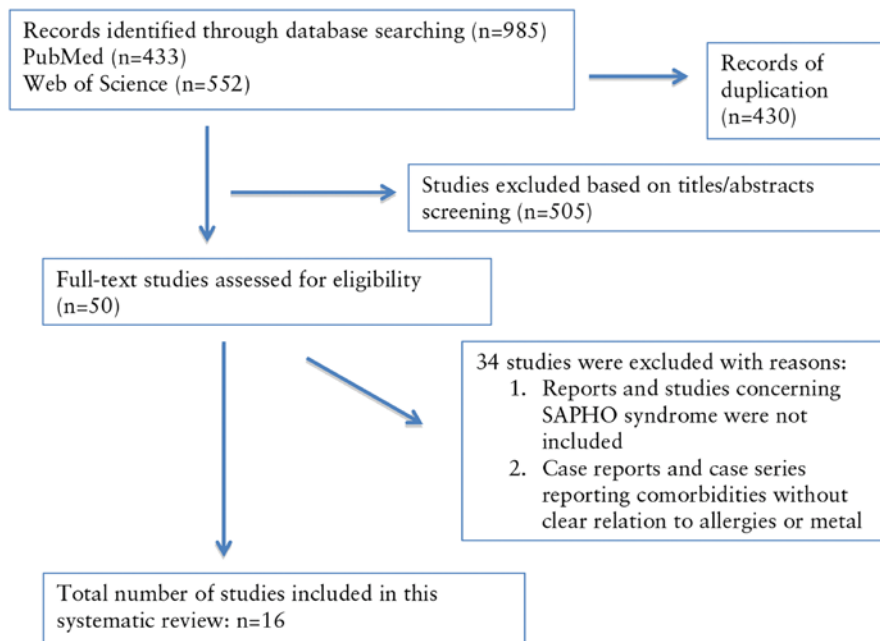 Records identified through database searching (n=985)
PubMed (n=433)
Web of Science (n=552)
Records of
duplication
(n=430)
Studies excluded based on titles/abstracts
screening (n=505)
Full-text studies assessed for eligibility
(n=50)
34 studies were excluded with reasons:
1. Reports and studies concerning
SAPHO syndrome were not
included
2. Case reports and case series
reporting comorbidities without
clear relation to allergies or metal
Total number of studies included in this
systematic review: n=16